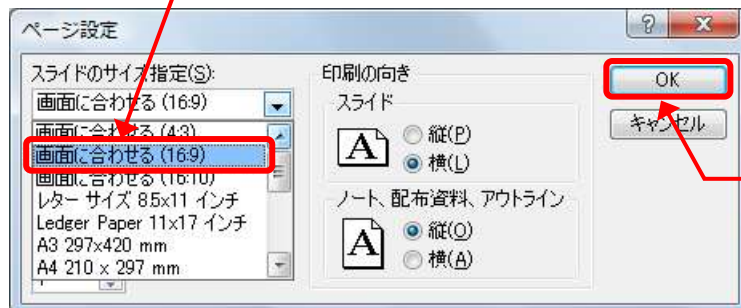 ページ設定
スライドのサイズ指定(S):
画面に合わせる (16:9)
画面に合わせる (4:3)
画面に合わせる (16:9)
画面に合わせる (16:10)
レター サイズ 8.5x11 インチ
Ledger Paper 11x17 インチ
A3 297x420 mm
A4 210 x 297 mm
印刷の向き
スライド
A
縦(P)
横(L)
ノート、配布資料、アウトライン
A
縦(O)
横(A)
OK
キャンセル